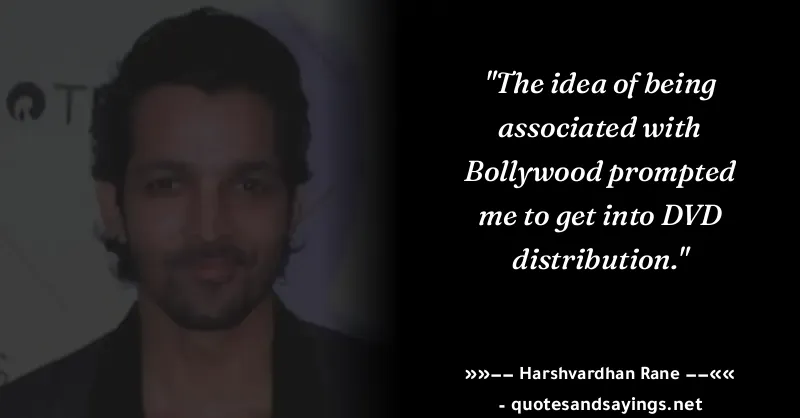 "The idea of being
associated with
Bollywood prompted
me to get into DVD
distribution."
»»−− Harshvardhan Rane −−««
- quotesandsayings.net